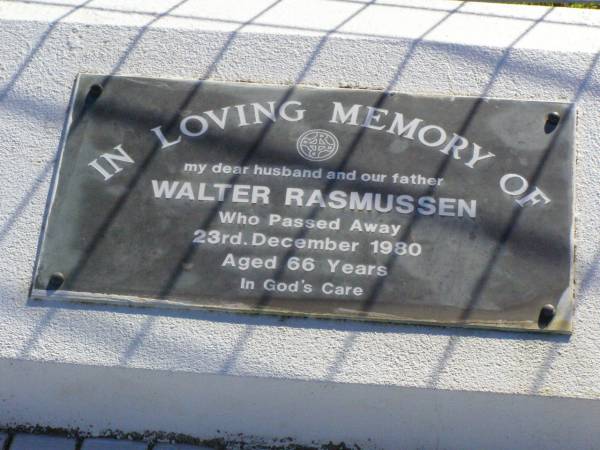 IN LOVING MEMORY OF
my dear husband and our father
WALTER RASMUSSEN
Who Passed Away
23rd. December 1980
Aged 66 Years
In God's Care